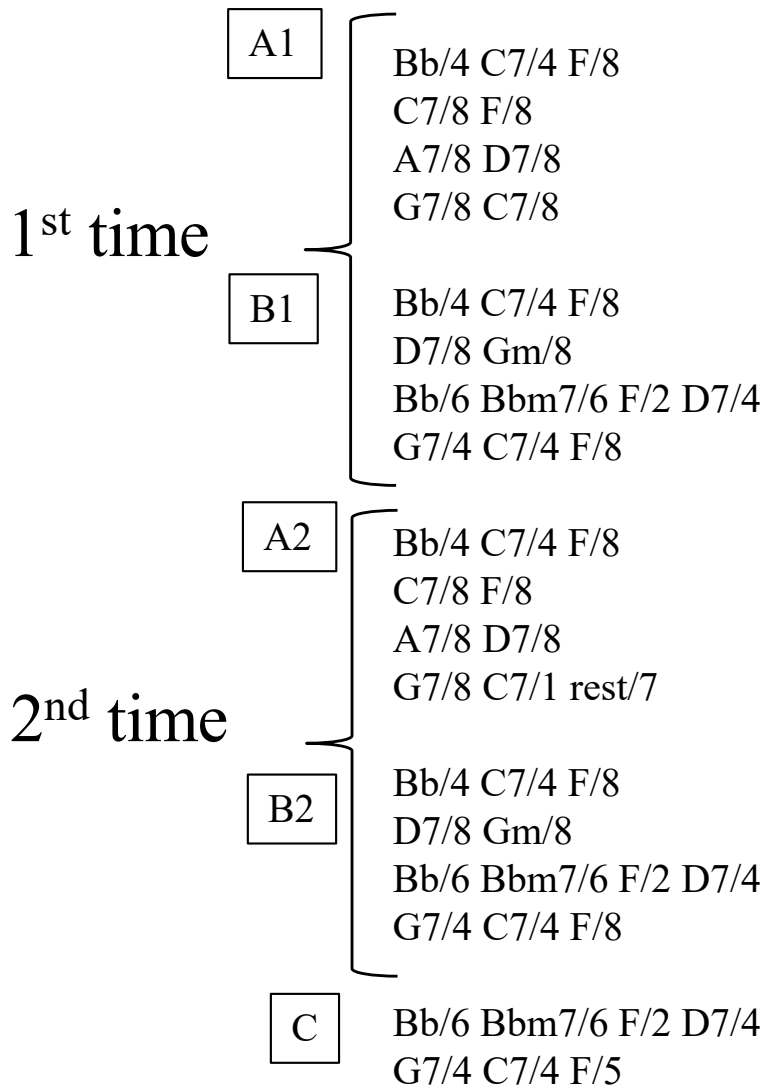 A1
Bb/4 C7/4 F/8
C7/8 F/8
A7/8 D7/8
G7/8 C7/8
1st time
B1
Bb/4 C7/4 F/8
D7/8 Gm/8
Bb/6 Bbm7/6 F/2 D7/4
G7/4 C7/4 F/8
A2
Bb/4 C7/4 F/8
C7/8 F/8
A7/8 D7/8
G7/8 C7/1 rest/7
2nd time
B2
Bb/4 C7/4 F/8
D7/8 Gm/8
Bb/6 Bbm7/6 F/2 D7/4
G7/4 C7/4 F/8
C
Bb/6 Bbm7/6 F/2 D7/4
G7/4 C7/4 F/5